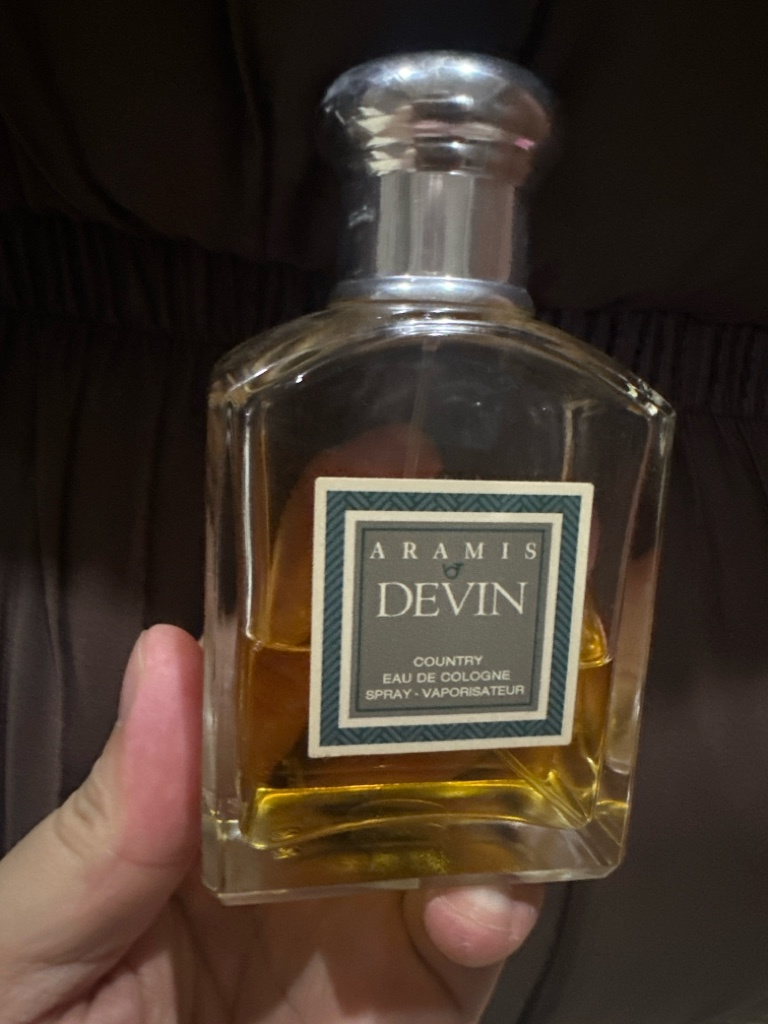 ARAMIS
DEVIN
COUNTRY
EAU DE COLOGNE
SPRAY - VAPORISATEUR